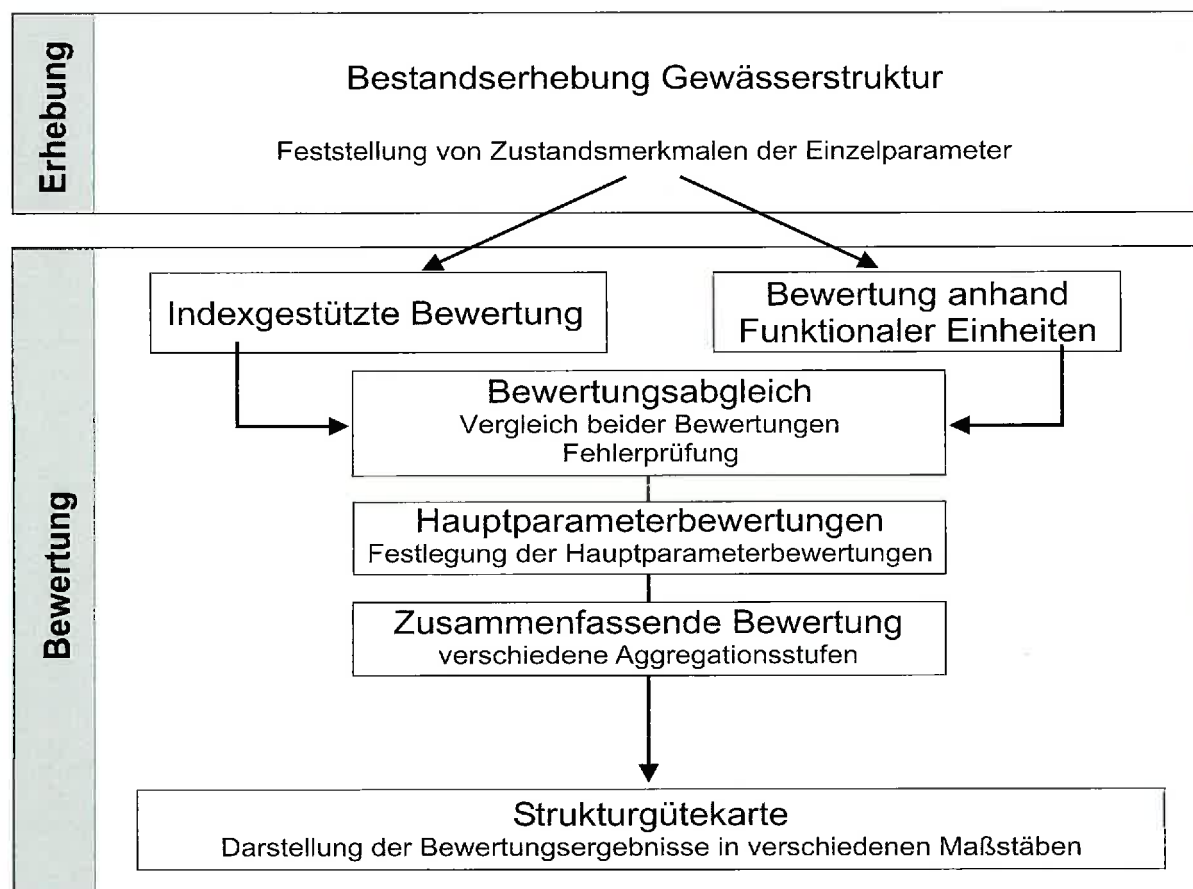 Erhebung
Bestandserhebung Gewässerstruktur
Feststellung von Zustandsmerkmalen der Einzelparameter
Bewertung
Indexgestützte Bewertung
Bewertung anhand
Funktionaler Einheiten
Bewertungsabgleich
Vergleich beider Bewertungen
Fehlerprüfung
Hauptparameterbewertungen
Festlegung der Hauptparameterbewertungen
Zusammenfassende Bewertung
verschiedene Aggregationsstufen
Strukturgütekarte
Darstellung der Bewertungsergebnisse in verschiedenen Maßstäben